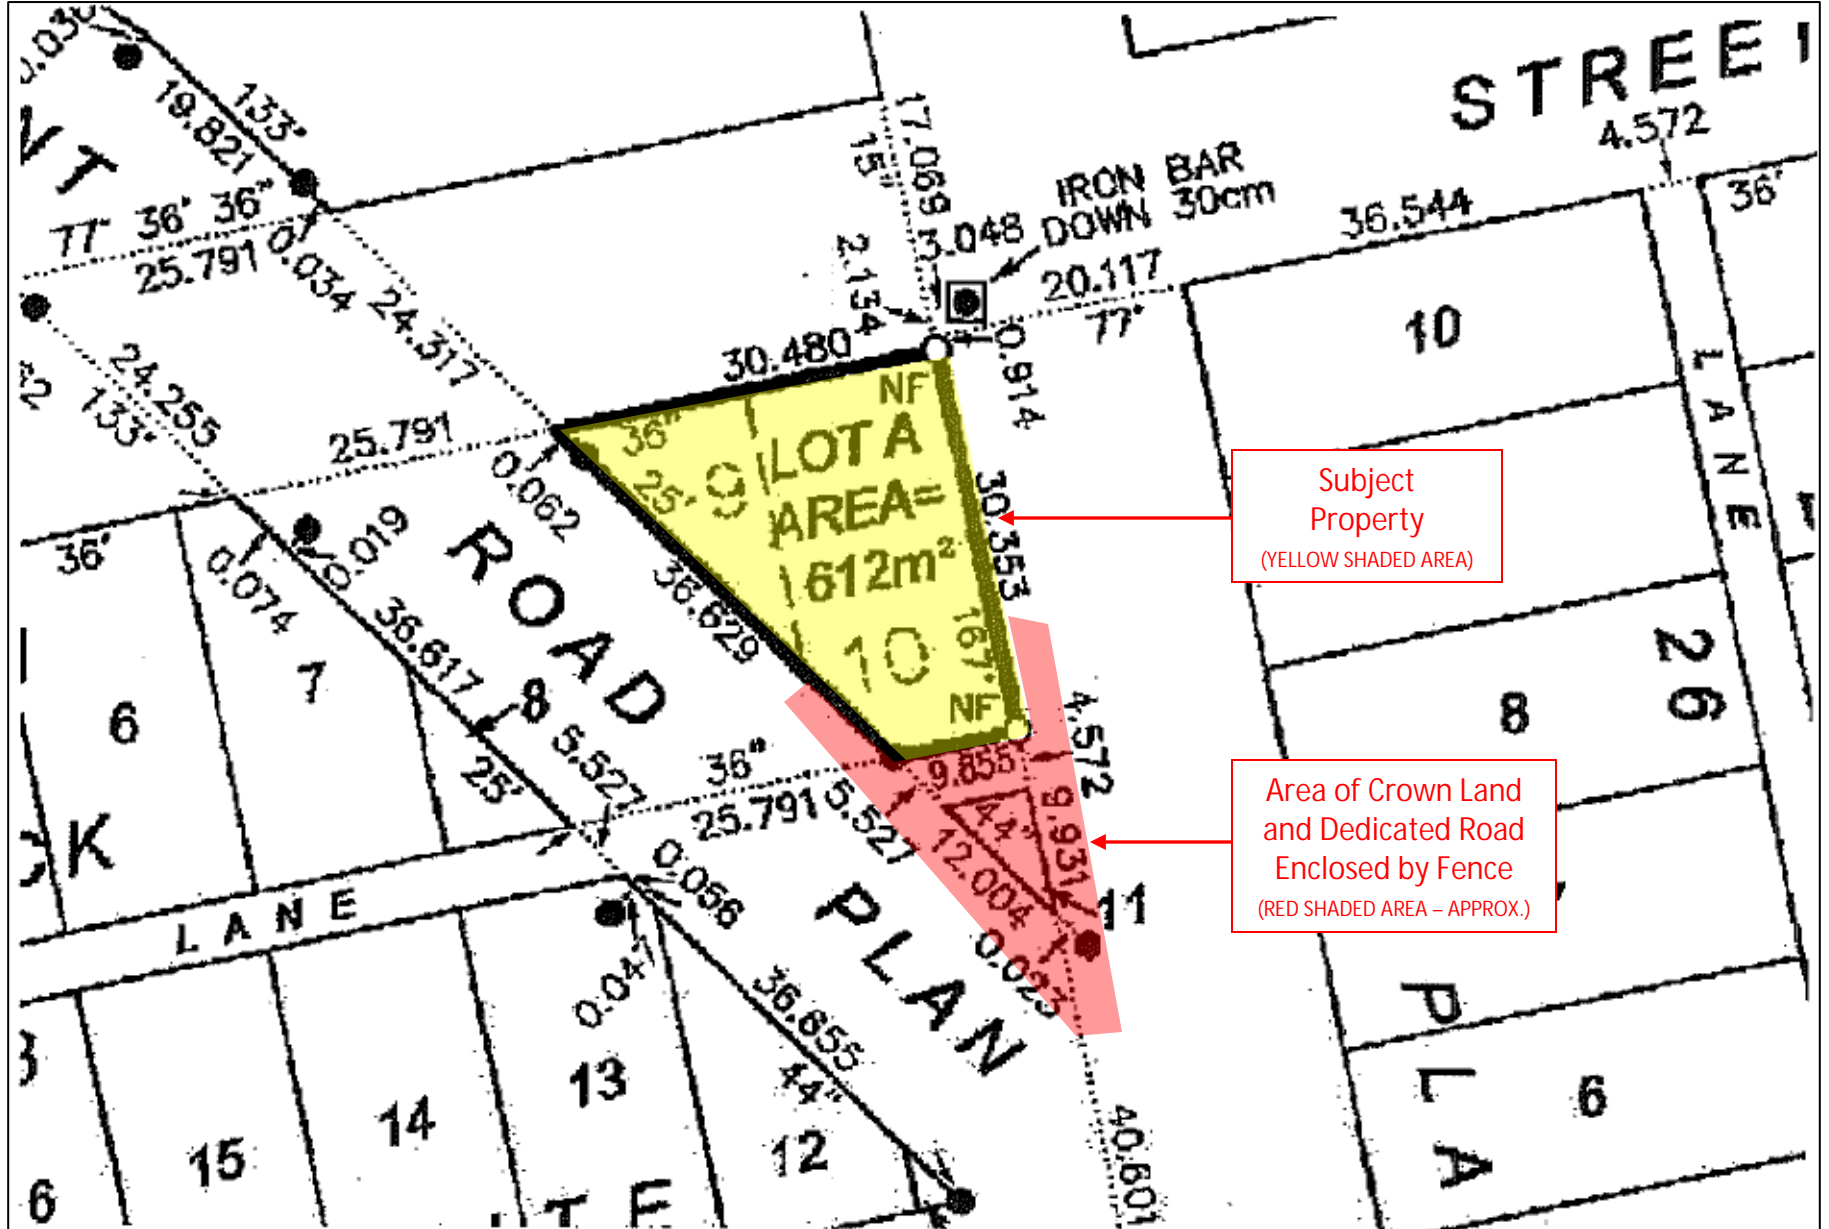 STREET
4.572
133°
19.821
17.069
15"
IRON BAR
DOWN 30cm
3.048
36.544
36'
77° 36' 36"
25.791
0.034
2.134
20.117
77°
24.317
30.480
0.914
10
LANE
24.255
133°
25.791
NF
36"
LOT A
25'
9
AREA=
612m²
10
NF
0.062
30.353
167°
36.629
Subject
Property
(YELLOW SHADED AREA)
36'
0.019
0.074
ROAD
36.617
6
7
8
5.527
25'
36"
25.791
5.527
9.855
4.572
44"
9.931
12.004
11
0.023
8
26
Area of Crown Land
and Dedicated Road
Enclosed by Fence
(RED SHADED AREA – APPROX.)
LANE
0.056
0.047
PLAN
36.655
44"
13
14
15
12
6
40.601
PLA
6